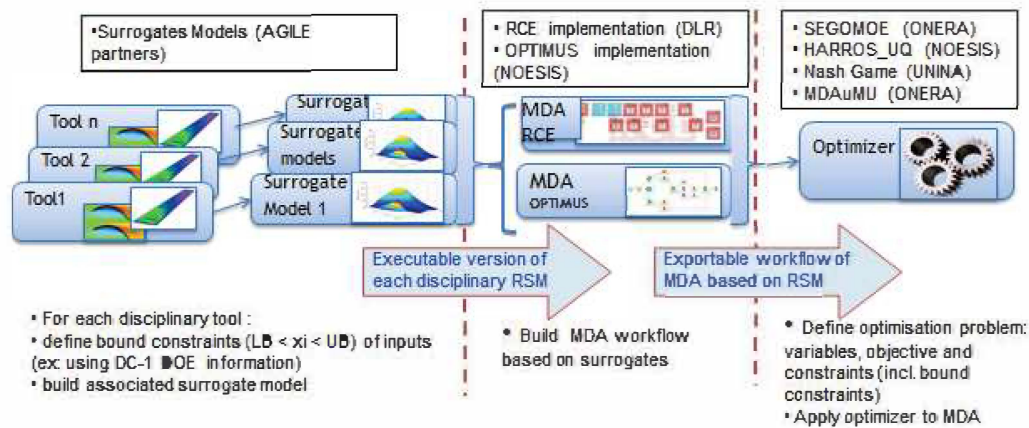 ▪Surrogates Models (AGILE
partners)
• RCE implementation (DLR)
• OPTIMUS implementation
(NOESIS)
• SEGOMOE (ONERA)
• HARROS_UQ (NOESIS)
• Nash Game (UNINA)
• MDAuMU (ONERA)
Tool n
Tool 2
Tool1
Surrogat
Surrogate
models
Surrogate
Model 1
MDA
RCE
MDA
OPTIMUS
Optimizer
Executable version of
each disciplinary RSM
Exportable workflow of
MDA based on RSM
• For each disciplinary tool :
• define bound constraints (LB < xi < UB) of inputs
(ex: using DC-1 DOE information)
• build associated surrogate model
• Build MDA workflow
based on surrogates
• Define optimisation problem:
variables, objective and
constraints (incl. bound
constraints)
• Apply optimizer to MDA